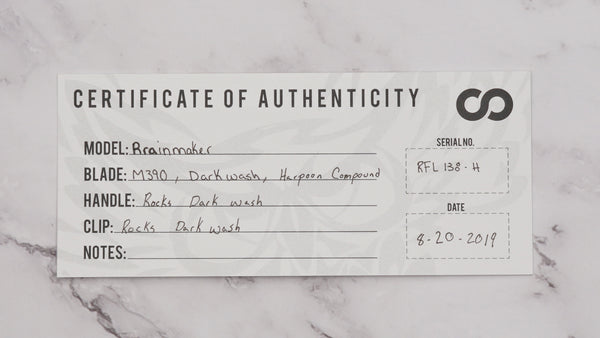 CERTIFICATE OF AUTHENTICITY
MODEL: Brainmaker
BLADE: M390, Dark wash, Harpoon Compound
HANDLE: Rocks Dark wash
CLIP: Rocks Dark wash
NOTES:
SERIAL NO.
RFL 138-H
DATE
8-20-2019